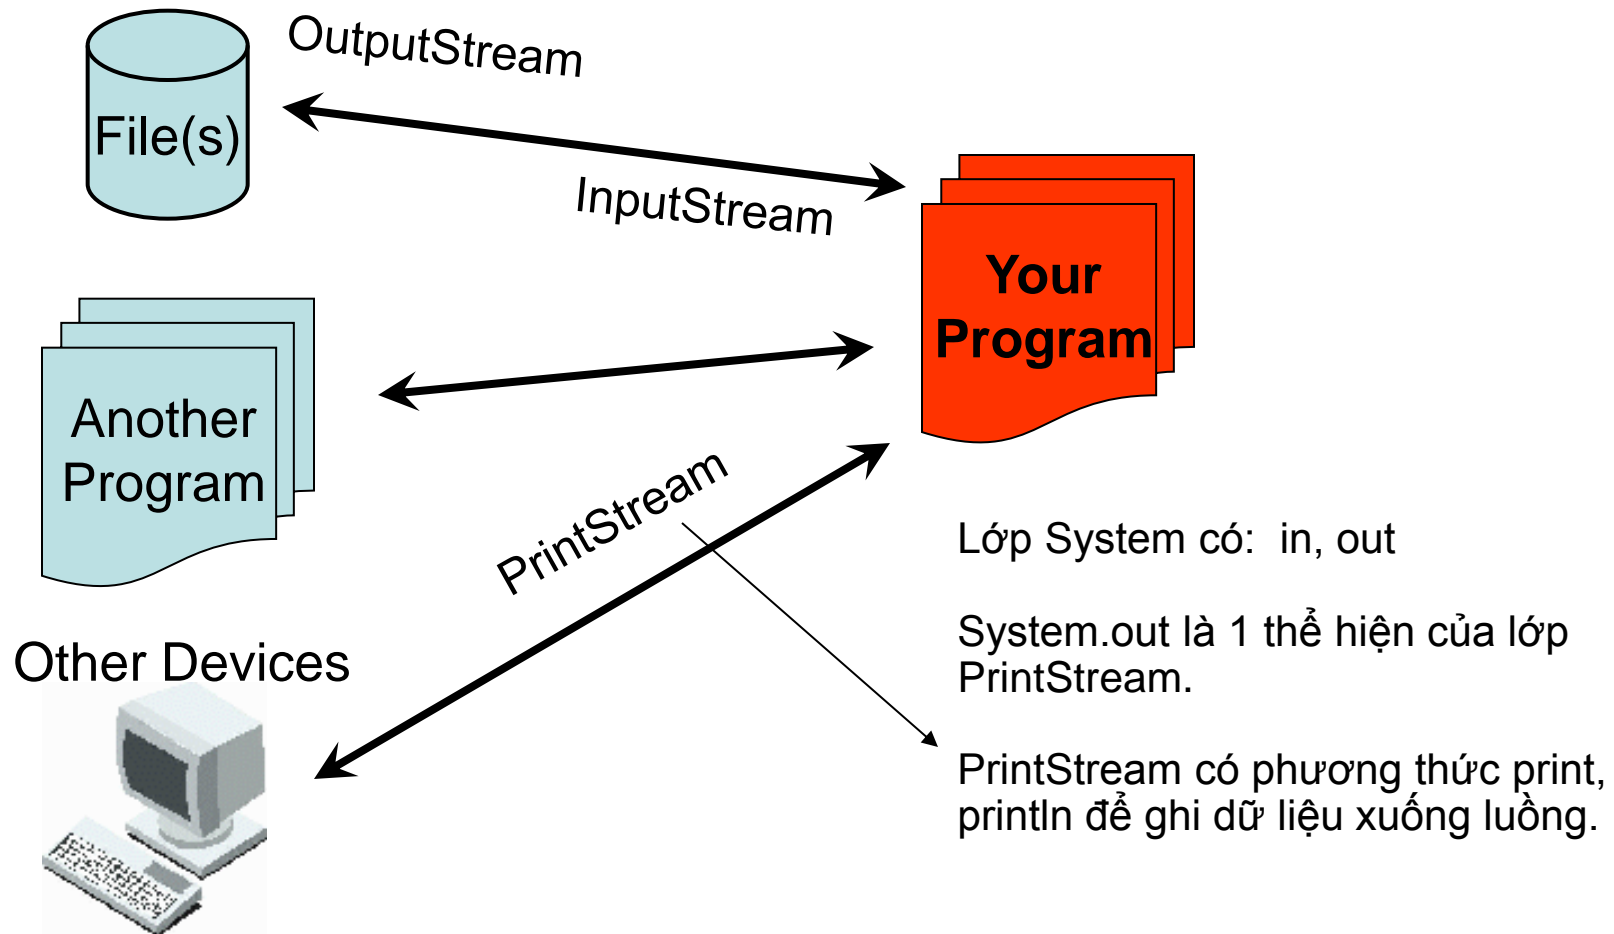 OutputStream
File(s)
InputStream
Your
Program
Another
Program
PrintStream
Other Devices
Lớp System có: in, out
System.out là 1 thể hiện của lớp
PrintStream.
PrintStream có phương thức print,
println để ghi dữ liệu xuống luồng.